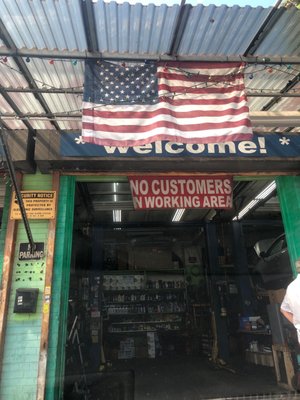 * Welcome! *
NO CUSTOMERS
IN WORKING AREA
SECURITY NOTICE
PARKING